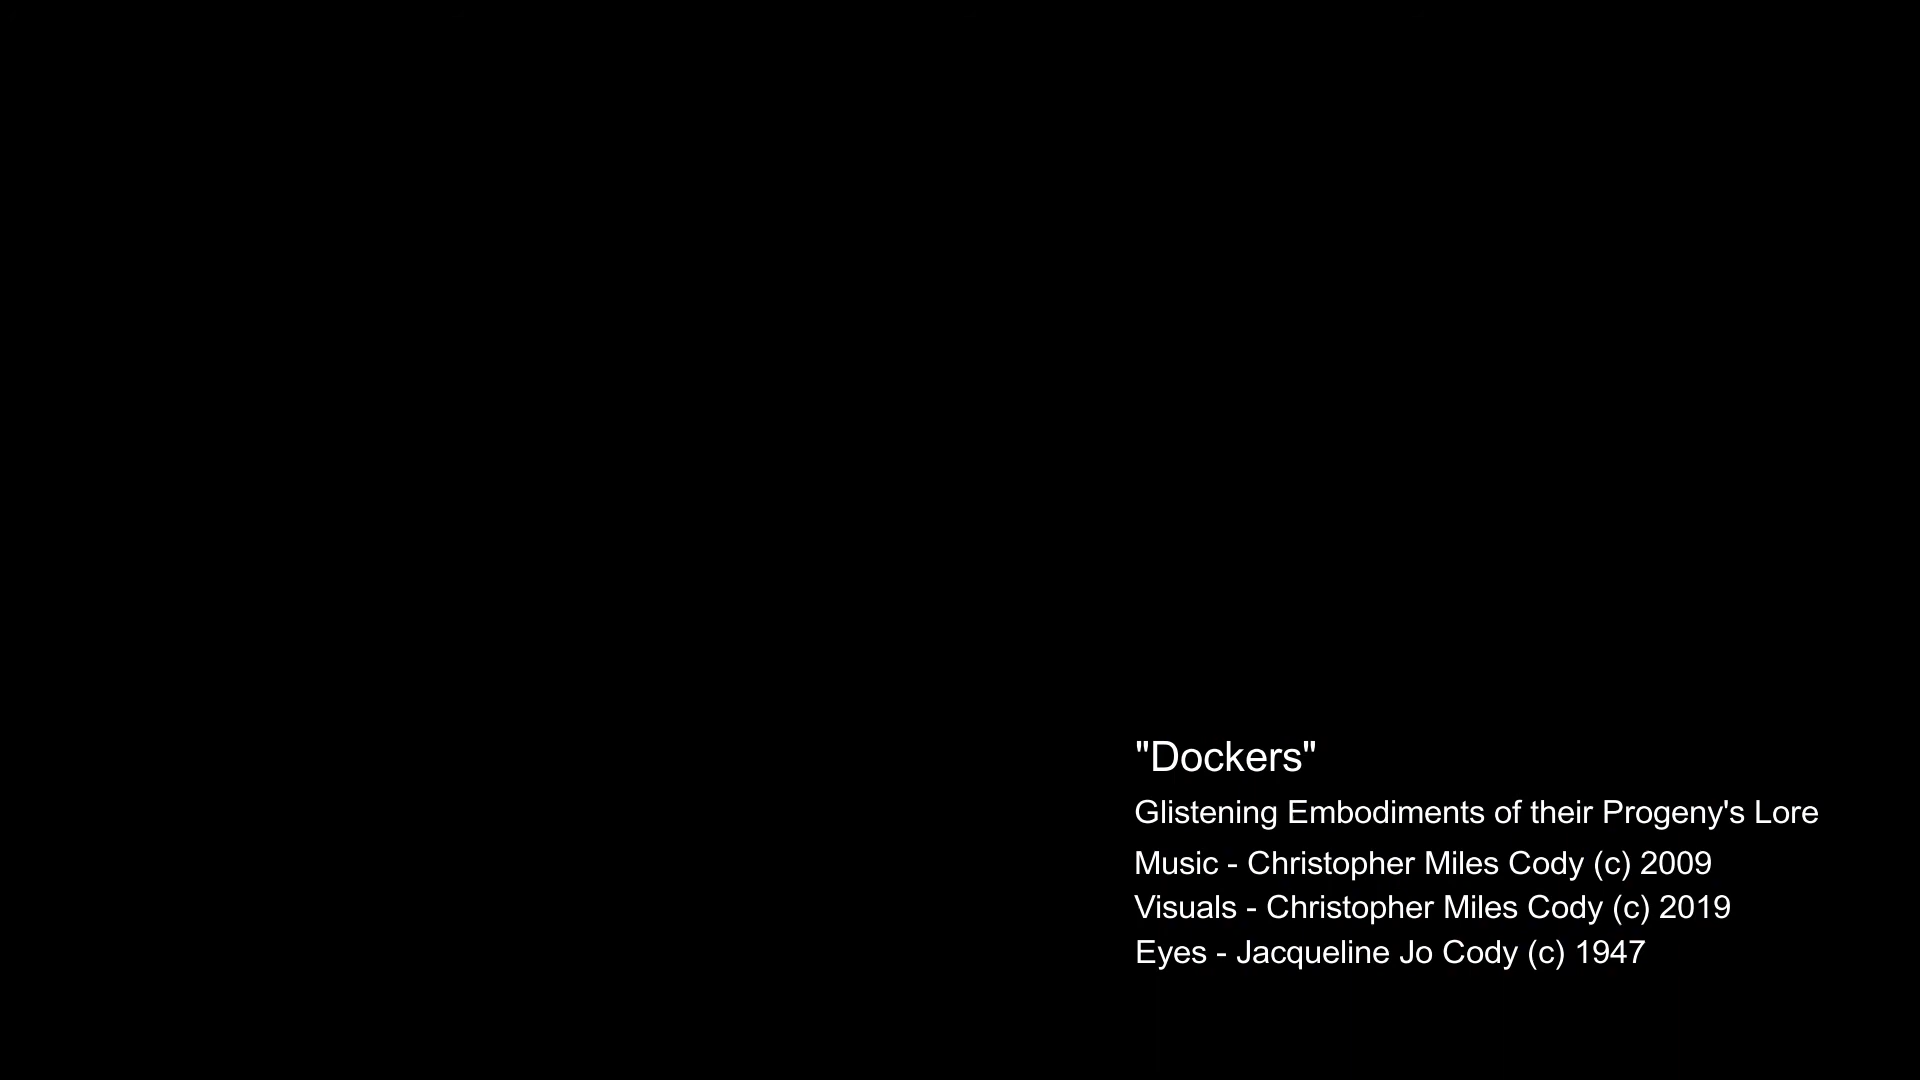 "Dockers"
Glistening Embodiments of their Progeny's Lore
Music - Christopher Miles Cody (c) 2009
Visuals - Christopher Miles Cody (c) 2019
Eyes - Jacqueline Jo Cody (c) 1947